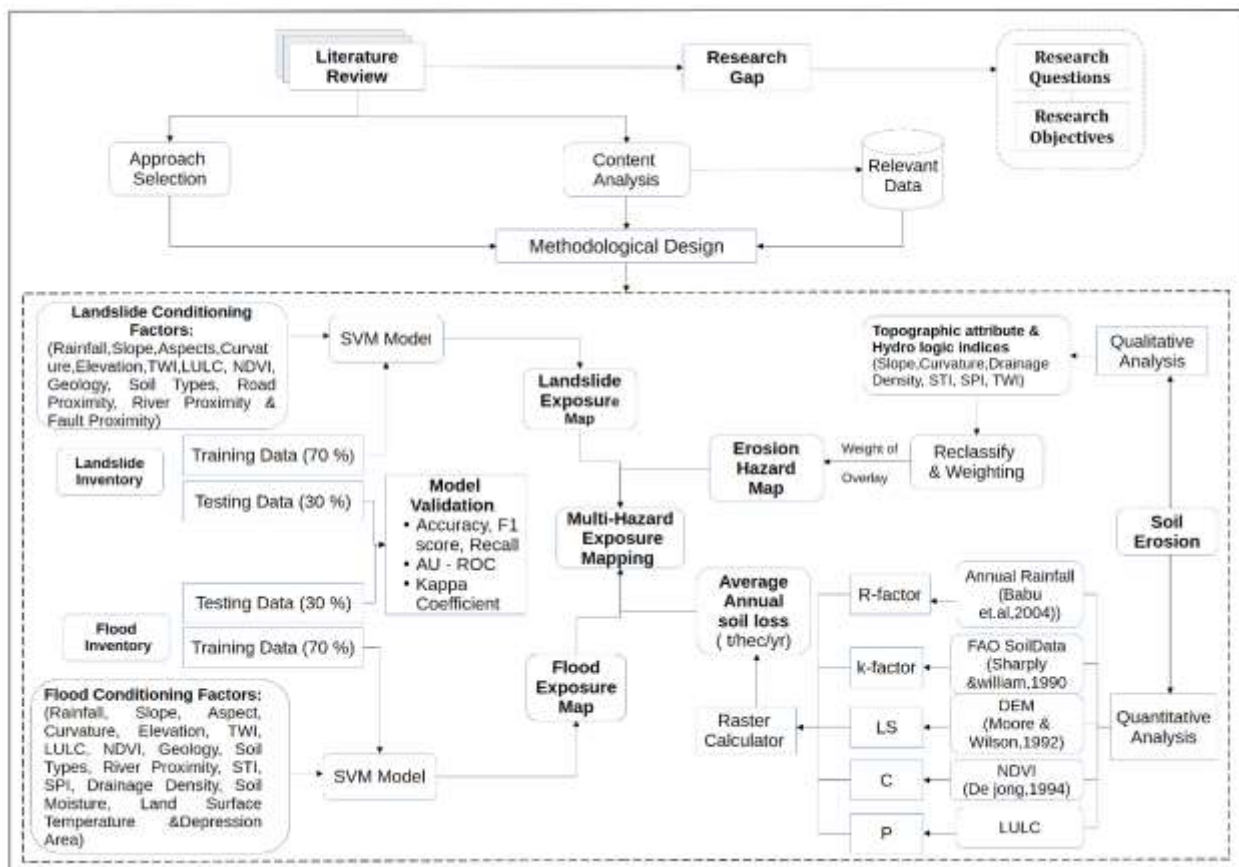 Literature
Review
Research
Gap
Research
Questions
Research
Objectives
Approach
Selection
Content
Analysis
Relevant
Data
Methodological Design
Landslide Conditioning
Factors:
(Rainfall,Slope,Aspects,Curvat
ure,Elevation,TWI,LULC, NDVI,
Geology, Soil Types, Road
Proximity, River Proximity &
Fault Proximity)
SVM Model
Landslide
Exposure
Map
Topographic attribute &
Hydro logic indices
(Slope,Curvature,Drainage
Density, STI, SPI, TWI)
Qualitative
Analysis
Landslide
Inventory
Training Data (70 %)
Testing Data (30 %)
Model
Validation
• Accuracy, F1
score, Recall
• AU - ROC
• Kappa
Coefficient
Erosion
Hazard
Map
Weight of
Overlay
Reclassify
& Weighting
Multi-Hazard
Exposure
Mapping
Soil
Erosion
Flood
Inventory
Testing Data (30 %)
Training Data (70 %)
Average
Annual
soil loss
( t/hec/yr)
R-factor
Annual Rainfall
(Babu
et.al,2004))
k-factor
FAO SoilData
(Sharply
&william,1990
Flood Conditioning Factors:
(Rainfall, Slope, Aspect,
Curvature, Elevation, TWI,
LULC, NDVI, Geology, Soil
Types, River Proximity, STI,
SPI, Drainage Density, Soil
Moisture, Land Surface
Temperature &Depression
Area)
SVM Model
Flood
Exposure
Map
Raster
Calculator
LS
DEM
(Moore &
Wilson,1992)
Quantitative
Analysis
C
NDVI
(De jong,1994)
P
LULC